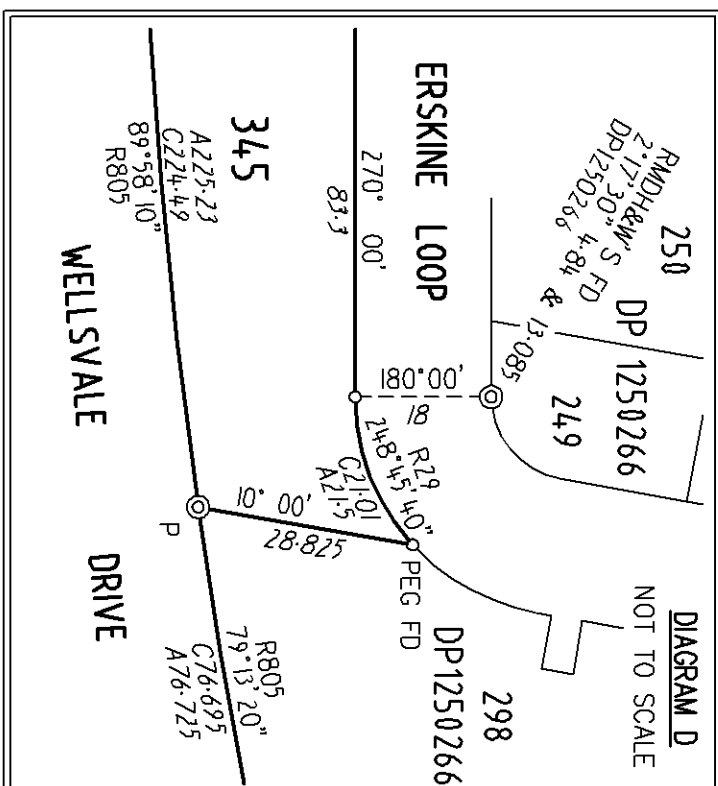 DIAGRAM D
NOT TO SCALE
RMDH&W'S FD
2°17'30" 4·84 & 13·085
DP1250266
250
DP 1250266
249
298
DP1250266
ERSKINE LOOP
180°00'
18
270° 00'
83·3
R29
248°45'40"
C21·01
A21·5
PEG FD
345
10° 00'
28·825
P
A225·23
C224·49
89°58'10"
R805
R805
79°13'20"
C76·695
A76·725
WELLSVALE DRIVE